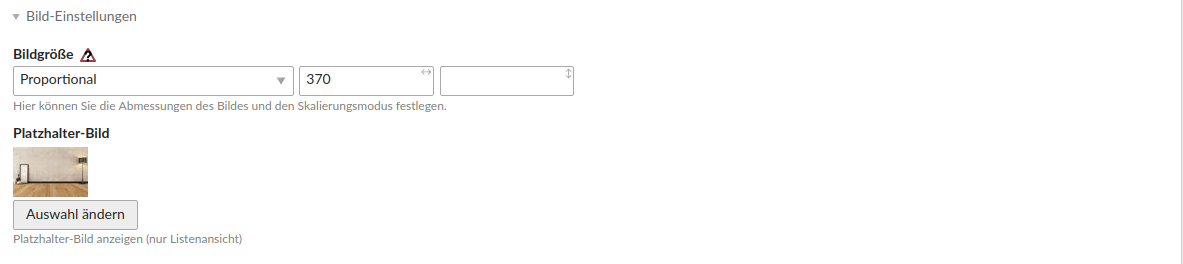 Bild-Einstellungen
Bildgröße
Proportional 370
Hier können Sie die Abmessungen des Bildes und den Skalierungsmodus festlegen.
Platzhalter-Bild
Auswahl ändern
Platzhalter-Bild anzeigen (nur Listenansicht)